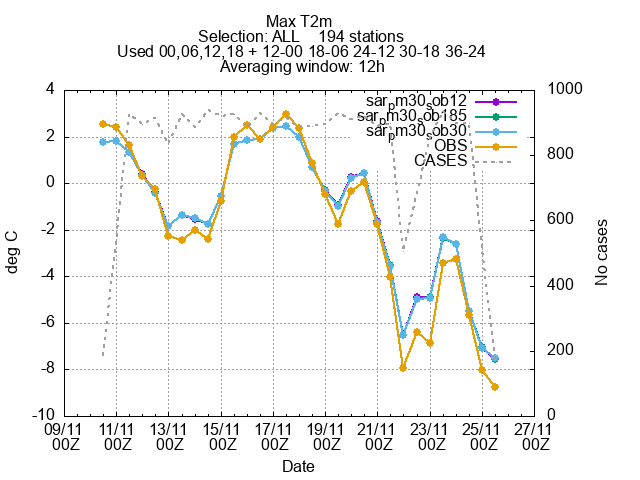 Max T2m
Selection: ALL 194 stations
Used 00,06,12,18 + 12-00 18-06 24-12 30-18 36-24
Averaging window: 12h
sarpm30sob12
sarpm30sob185
sarpm30sob30
OBS
CASES
4
2
0
-2
-4
-6
-8
-10
1000
800
600
400
200
0
deg C
No cases
09/11 11/11 13/11 15/11 17/11 19/11 21/11 23/11 25/11 27/11
00Z 00Z 00Z 00Z 00Z 00Z 00Z 00Z 00Z 00Z
Date